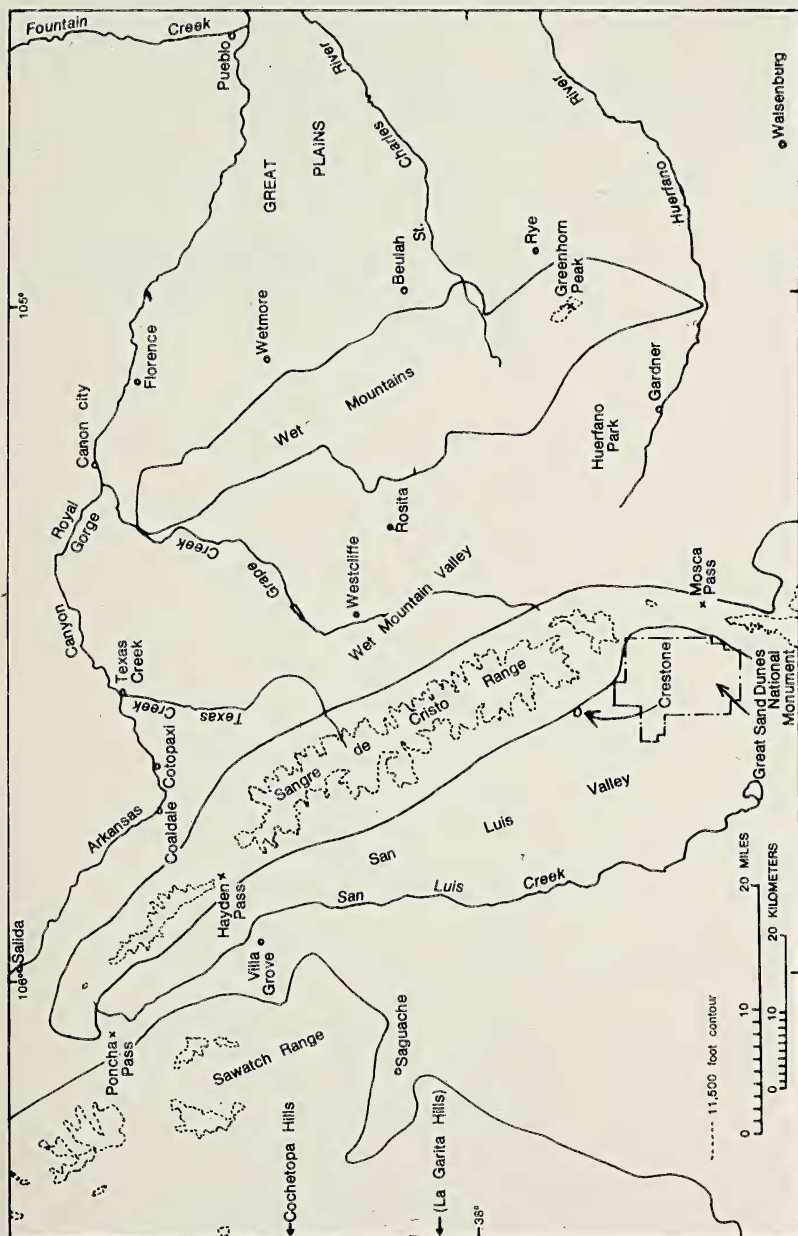 106°
Salida
105°
Fountain
Creek
Arkansas
Canyon
Royal
Gorge
Canon city
Florence
Pueblo
Poncha
Pass
Coaldale
Cotopaxi
Texas
Creek
Texas
Creek
Grape
Creek
Wetmore
GREAT
PLAINS
Sawatch Range
Villa
Grove
Hayden
Pass
Cochetopa Hills
Sangre
de
Cristo
Range
Westcliffe
Rosita
Wet
Mountains
Beulah
St.
Charles
River
Saguache
San
Luis
Creek
San
Luis
Valley
Wet Mountain Valley
(La Garita Hills)
38°
Crestone
Greenhorn
Peak
Rye
Huerfano
Park
Gardner
Huerfano
River
Mosca
Pass
Great Sand Dunes
National
Monument
Walsenburg
11,500 foot contour
0
10
20 MILES
0
10
20
KILOMETERS